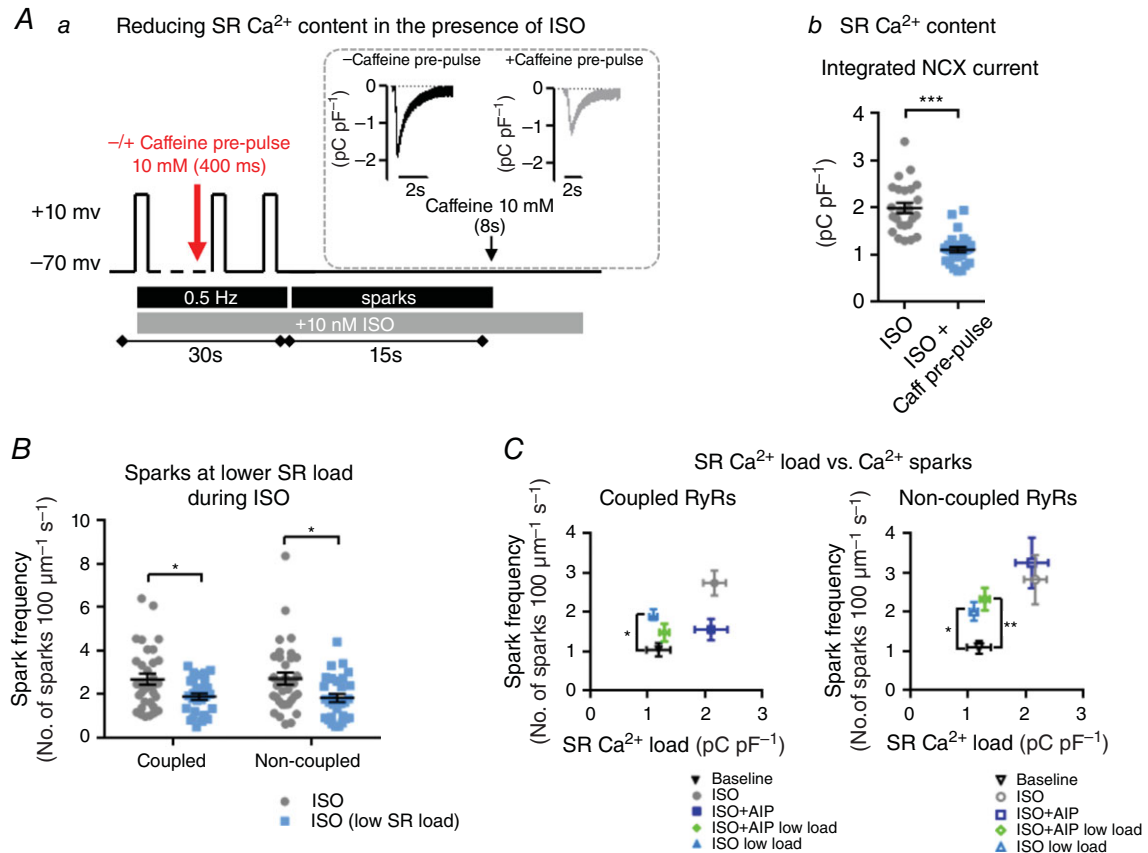 A a Reducing SR Ca²⁺ content in the presence of ISO
−Caffeine pre-pulse +Caffeine pre-pulse
0 0
−1 −1
−2 −2
(pC pF⁻¹) (pC pF⁻¹)
2s 2s
−/+ Caffeine pre-pulse
10 mM (400 ms)
Caffeine 10 mM
(8s)
+10 mv
−70 mv
0.5 Hz sparks
+10 nM ISO
30s 15s
b SR Ca²⁺ content
Integrated NCX current
***
(pC pF⁻¹)
4
3
2
1
0
ISO
ISO +
Caff pre-pulse
B
Sparks at lower SR load
during ISO
Spark frequency
(No. of sparks 100 µm⁻¹ s⁻¹)
10
8
6
4
2
0
* *
Coupled Non-coupled
ISO
ISO (low SR load)
C SR Ca²⁺ load vs. Ca²⁺ sparks
Coupled RyRs
Spark frequency
(No. of sparks 100 µm⁻¹ s⁻¹)
4
3
2
1
0
*
0 1 2 3
SR Ca²⁺ load (pC pF⁻¹)
Baseline
ISO
ISO+AIP
ISO+AIP low load
ISO low load
Non-coupled RyRs
Spark frequency
(No. of sparks 100 µm⁻¹ s⁻¹)
4
3
2
1
0
* **
0 1 2 3
SR Ca²⁺ load (pC pF⁻¹)
Baseline
ISO
ISO+AIP
ISO+AIP low load
ISO low load